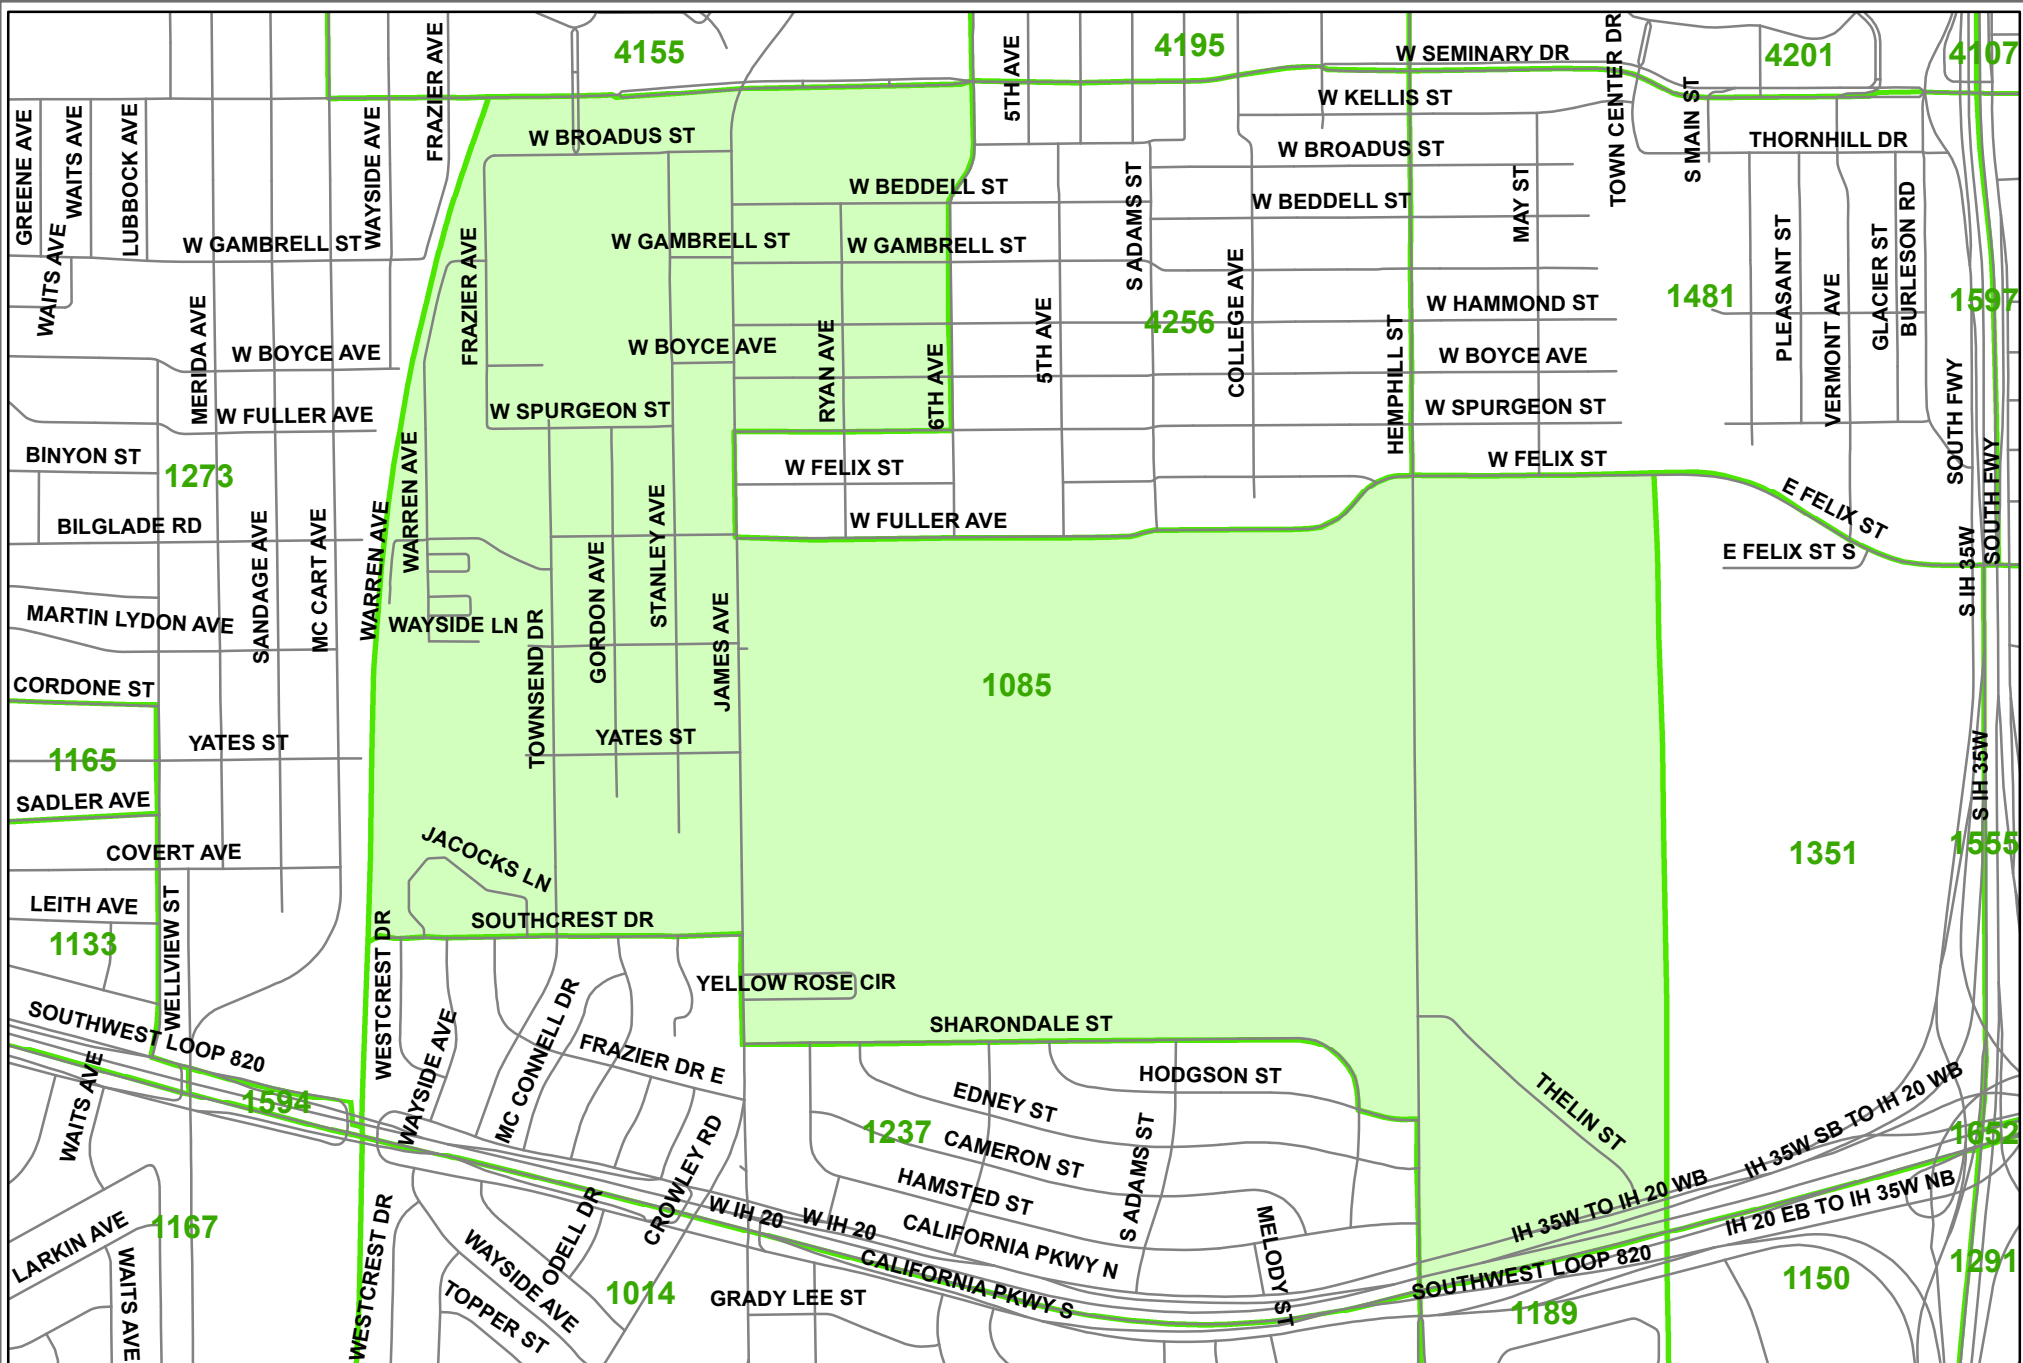 4155
4195
W SEMINARY DR
4201
4107
FRAZIER AVE
5TH AVE
TOWN CENTER DR
S MAIN ST
W KELLIS ST
GREENE AVE
WAITS AVE
LUBBOCK AVE
WAYSIDE AVE
W BROADUS ST
W BROADUS ST
THORNHILL DR
W BEDDELL ST
W BEDDELL ST
S ADAMS ST
MAY ST
W GAMBRELL ST
W GAMBRELL ST
W GAMBRELL ST
WAITS AVE
FRAZIER AVE
COLLEGE AVE
PLEASANT ST
VERMONT AVE
GLACIER ST
BURLESON RD
1481
1597
W HAMMOND ST
4256
MERIDA AVE
W BOYCE AVE
W BOYCE AVE
RYAN AVE
6TH AVE
5TH AVE
HEMPHILL ST
W BOYCE AVE
W FULLER AVE
W SPURGEON ST
W SPURGEON ST
SOUTH FWY
SOUTH FWY
BINYON ST
1273
W FELIX ST
W FELIX ST
E FELIX ST
E FELIX ST S
BILGLADE RD
SANDAGE AVE
MC CART AVE
WARREN AVE
WARREN AVE
STANLEY AVE
GORDON AVE
W FULLER AVE
S IH 35W
MARTIN LYDON AVE
WAYSIDE LN
TOWNSEND DR
JAMES AVE
CORDONE ST
1085
YATES ST
YATES ST
1165
S IH 35W
SADLER AVE
COVERT AVE
JACOCKS LN
1351
1555
LEITH AVE
SOUTHCREST DR
1133
WELLVIEW ST
WESTCREST DR
YELLOW ROSE CIR
SOUTHWEST LOOP 820
SHARONDALE ST
WAITS AVE
WAYSIDE AVE
MC CONNELL DR
FRAZIER DR E
HODGSON ST
EDNEY ST
THELIN ST
IH 35W SB TO IH 20 WB
1594
1237
CAMERON ST
S ADAMS ST
1652
CROWLEY RD
HAMSTED ST
IH 35W TO IH 20 WB
IH 20 EB TO IH 35W NB
LARKIN AVE
1167
WAITS AVE
WESTCREST DR
ODELL DR
WAYSIDE AVE
W IH 20
W IH 20
CALIFORNIA PKWY N
MELODY ST
CALIFORNIA PKWY S
SOUTHWEST LOOP 820
1150
1291
TOPPER ST
1014
GRADY LEE ST
1189